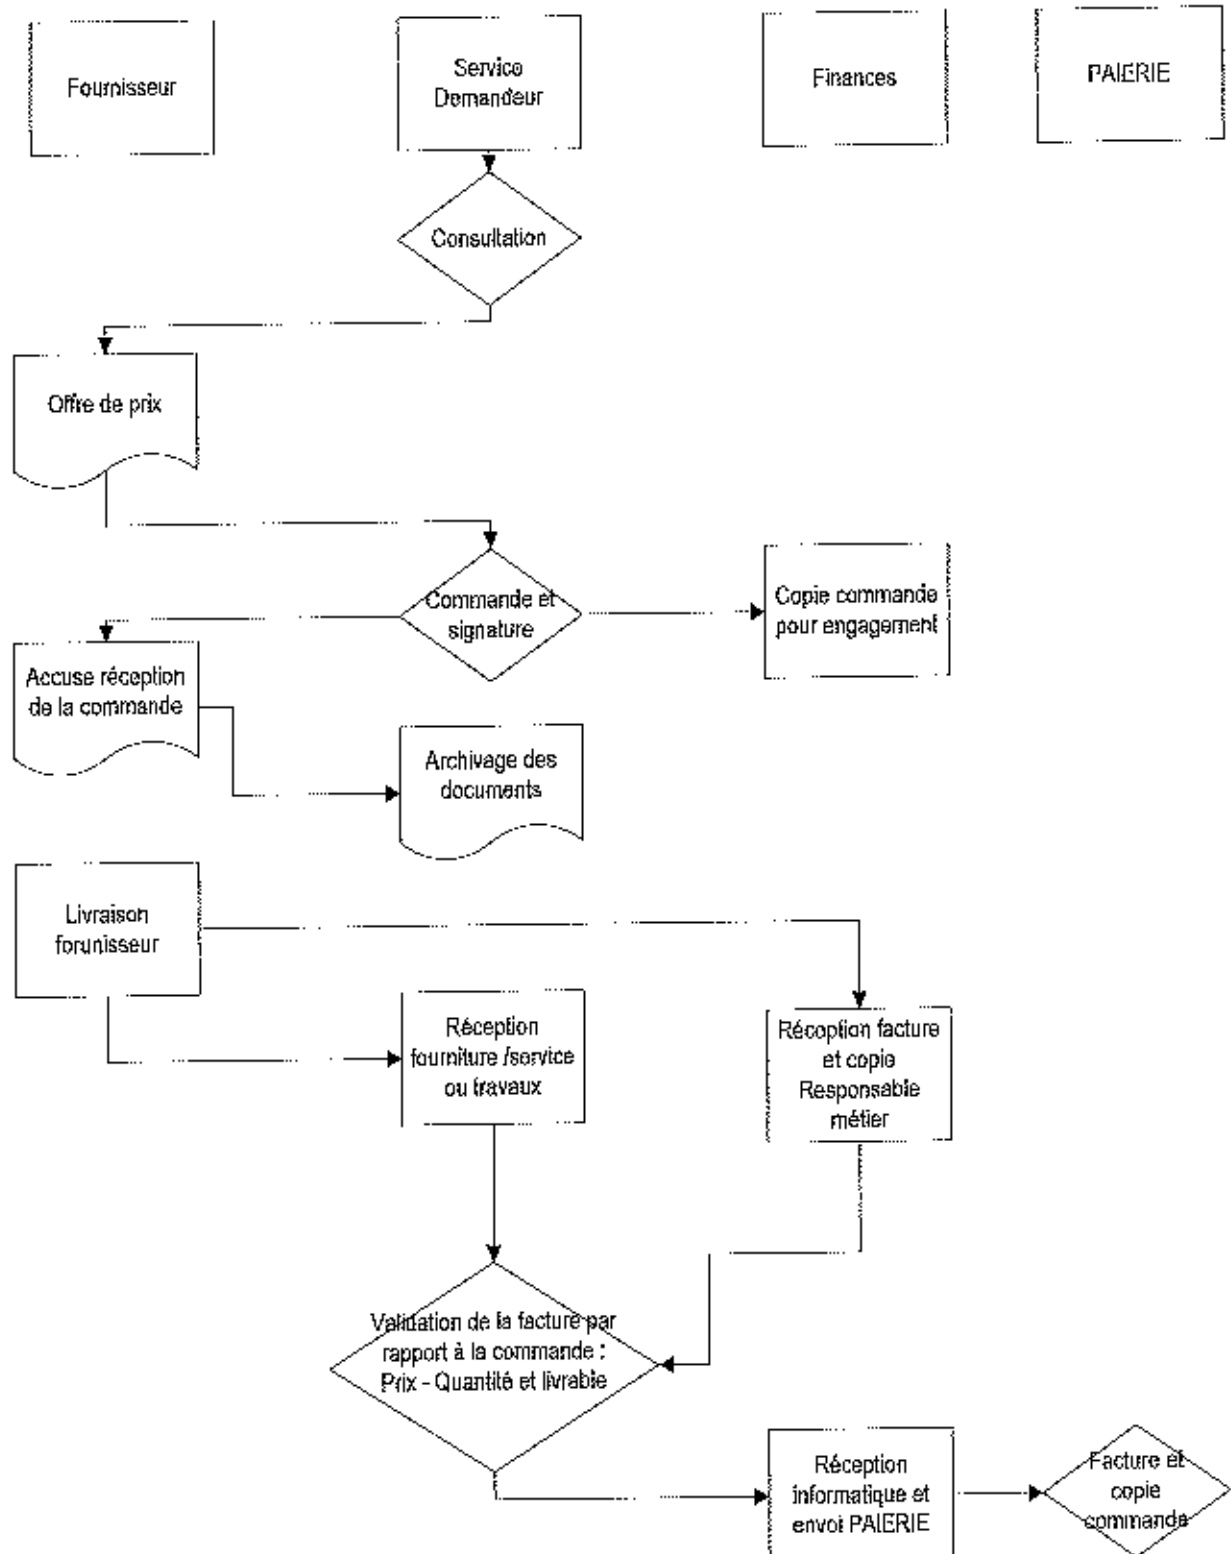 Fournisseur
Service
Demandeur
Finances
PAIERIE
Consultation
Offre de prix
Commande et
signature
Copie commande
pour engagement
Accuse réception
de la commande
Archivage des
documents
Livraison
forunisseur
Réception
fourniture /service
ou travaux
Réception facture
et copie
Responsable
métier
Validation de la facture par
rapport à la commande :
Prix - Quantité et livrable
Réception
informatique et
envoi PAIERIE
Facture et
copie
commande